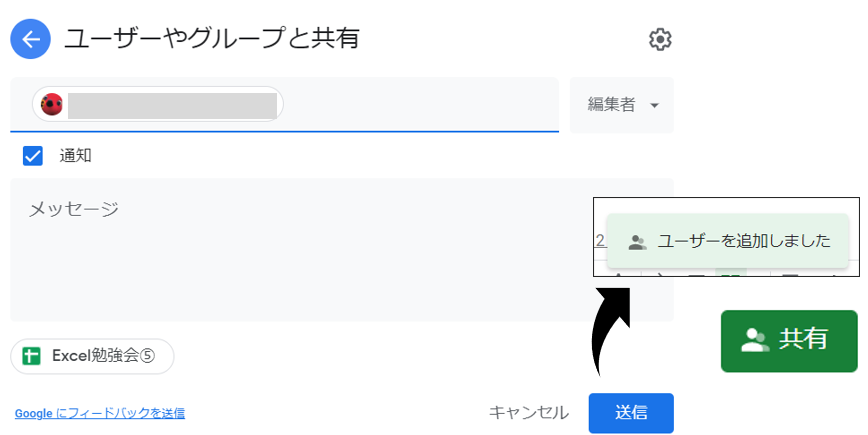 ユーザーやグループと共有
編集者
通知
メッセージ
2
ユーザーを追加しました
共有
Excel勉強会⑤
Google にフィードバックを送信
キャンセル
送信